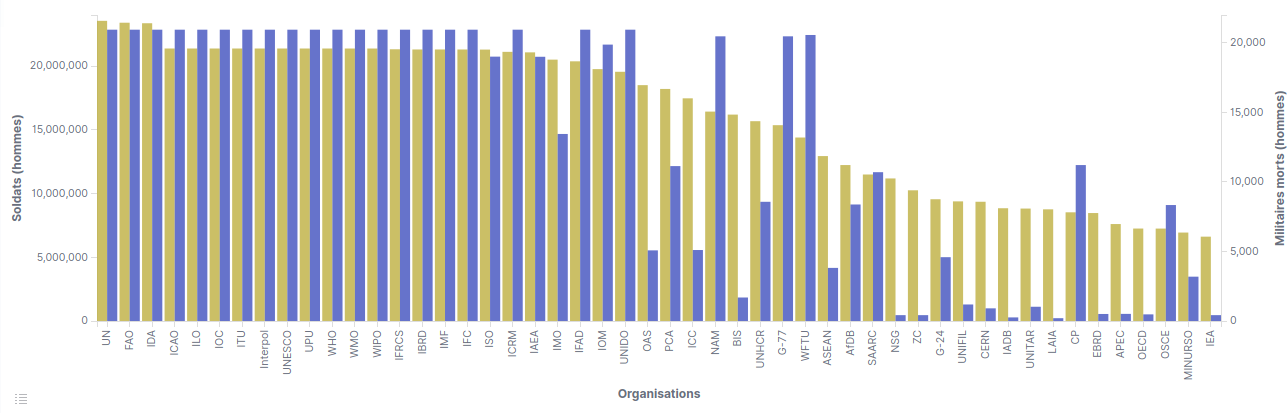 Soldats (hommes)
20,000,000
15,000,000
10,000,000
5,000,000
0
20,000
15,000
10,000
5,000
0
Militaires morts (hommes)
UN
FAO
IDA
ICAO
ILO
IOC
ITU
Interpol
UNESCO
UPU
WHO
WMO
WIPO
IFRCS
IBRD
IMF
IFC
ISO
ICRM
IAEA
IMO
IFAD
IOM
UNIDO
OAS
PCA
ICC
NAM
BIS
UNHCR
G-77
WFTU
ASEAN
AfDB
SAARC
NSG
ZC
G-24
UNIFIL
CERN
IADB
UNITAR
LAIA
CP
EBRD
APEC
OECD
OSCE
MINURSO
IEA
Organisations